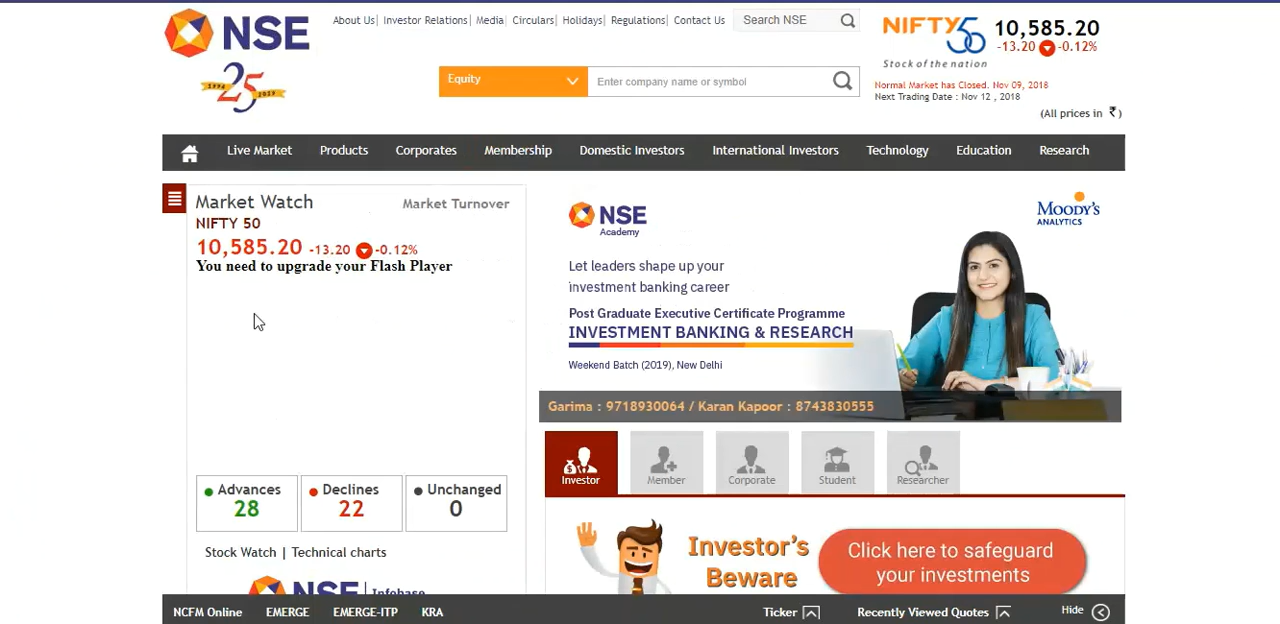 NSE
1994 25 2019
About Us| Investor Relations| Media| Circulars| Holidays| Regulations| Contact Us
Search NSE
Equity
Enter company name or symbol
NIFTY50
Stock of the nation
10,585.20
-13.20 -0.12%
Normal Market has Closed. Nov 09, 2018
Next Trading Date : Nov 12 , 2018
(All prices in ₹)
Live Market Products Corporates Membership Domestic Investors International Investors Technology Education Research
Market Watch Market Turnover
NIFTY 50
10,585.20 -13.20 -0.12%
You need to upgrade your Flash Player
Advances
28
Declines
22
Unchanged
0
Stock Watch | Technical charts
NSE Infobase
NSE
Academy
MOODY'S
ANALYTICS
Let leaders shape up your
investment banking career
Post Graduate Executive Certificate Programme
INVESTMENT BANKING & RESEARCH
Weekend Batch (2019), New Delhi
Garima : 9718930064 / Karan Kapoor : 8743830555
Investor Member Corporate Student Researcher
Investor's
Beware
Click here to safeguard
your investments
NCFM Online EMERGE EMERGE-ITP KRA Ticker Recently Viewed Quotes Hide